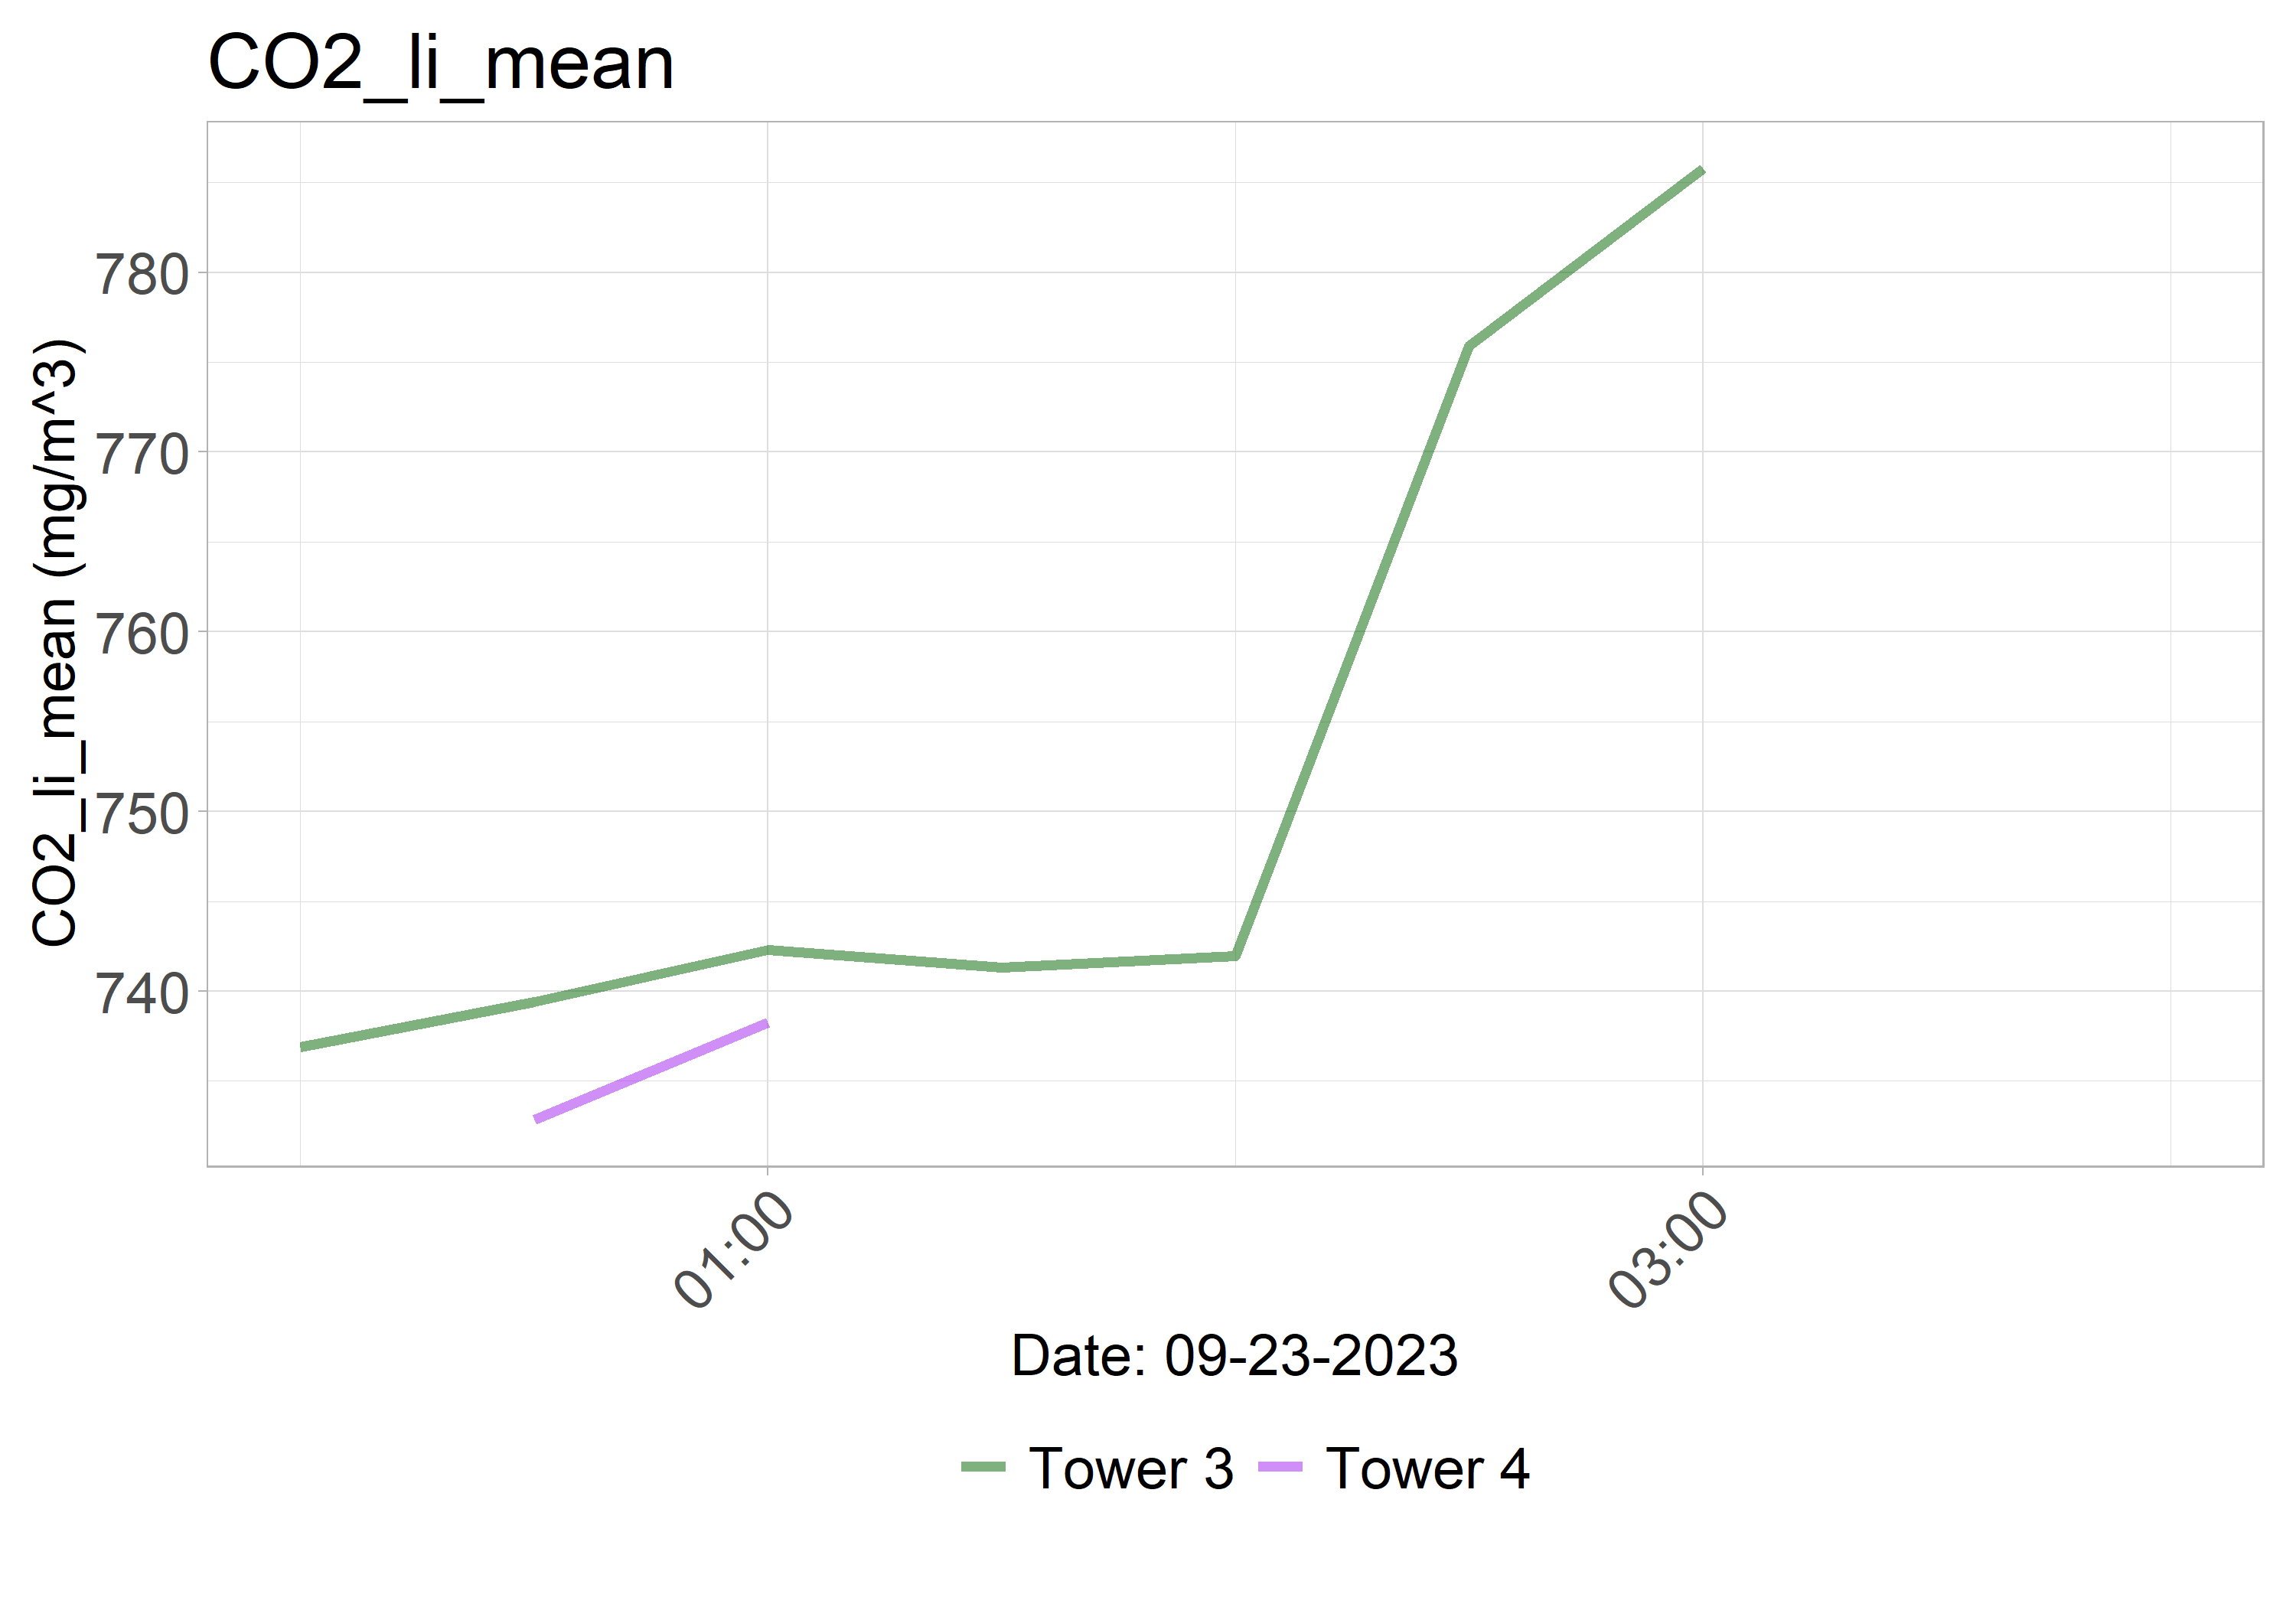 CO2_li_mean
CO2_li_mean (mg/m^3)
780
770
760
750
740
01:00
03:00
Date: 09-23-2023
Tower 3
Tower 4